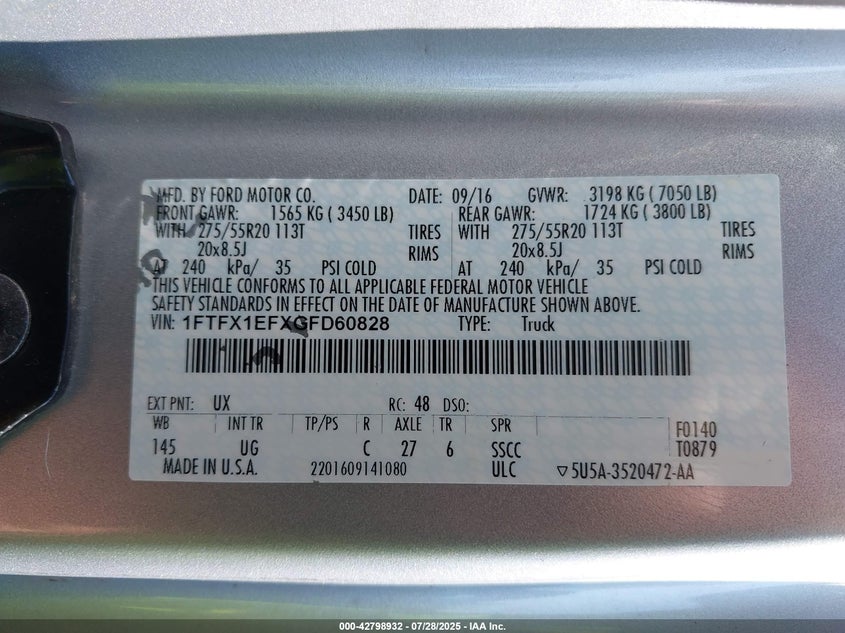 MFD. BY FORD MOTOR CO. DATE: 09/16 GVWR: 3198 KG ( 7050 LB)
FRONT GAWR: 1565 KG ( 3450 LB) REAR GAWR: 1724 KG ( 3800 LB)
WITH 275/55R20 113T TIRES WITH 275/55R20 113T TIRES
20x8.5J RIMS 20x8.5J RIMS
AT 240 kPa/ 35 PSI COLD AT 240 kPa/ 35 PSI COLD
THIS VEHICLE CONFORMS TO ALL APPLICABLE FEDERAL MOTOR VEHICLE
SAFETY STANDARDS IN EFFECT ON THE DATE OF MANUFACTURE SHOWN ABOVE.
VIN: 1FTFX1EFXGFD60828 TYPE: Truck
EXT PNT: UX RC: 48 DSO:
WB INT TR TP/PS R AXLE TR SPR F0140
145 UG C 27 6 SSCC T0879
MADE IN U.S.A. 2201609141080 ULC ▽5U5A-3520472-AA
000-42798932 - 07/28/2025 - IAA Inc.